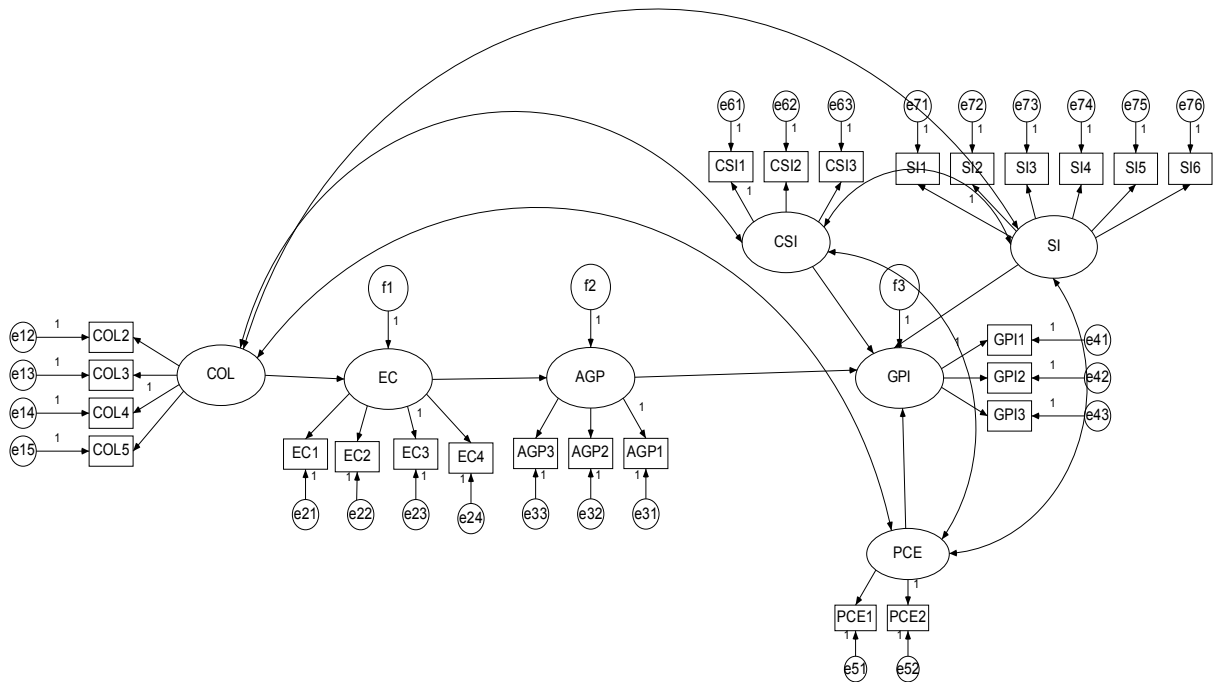 e61 e62 e63 e71 e72 e73 e74 e75 e76
1 1 1 1 1 1 1 1 1
CSI1 CSI2 CSI3 SI1 SI2 SI3 SI4 SI5 SI6
1 1
CSI SI
f1 f2 f3
1 1 1
e12 1 COL2
e13 1 COL3
e14 1 COL4 1
e15 1 COL5
COL EC AGP GPI
1 GPI1 1 e41
GPI2 1 e42
GPI3 1 e43
1 1
EC1 EC2 EC3 EC4 AGP3 AGP2 AGP1
1 1 1 1 1 1 1
e21 e22 e23 e24 e33 e32 e31
PCE
1
PCE1 PCE2
1 1
e51 e52